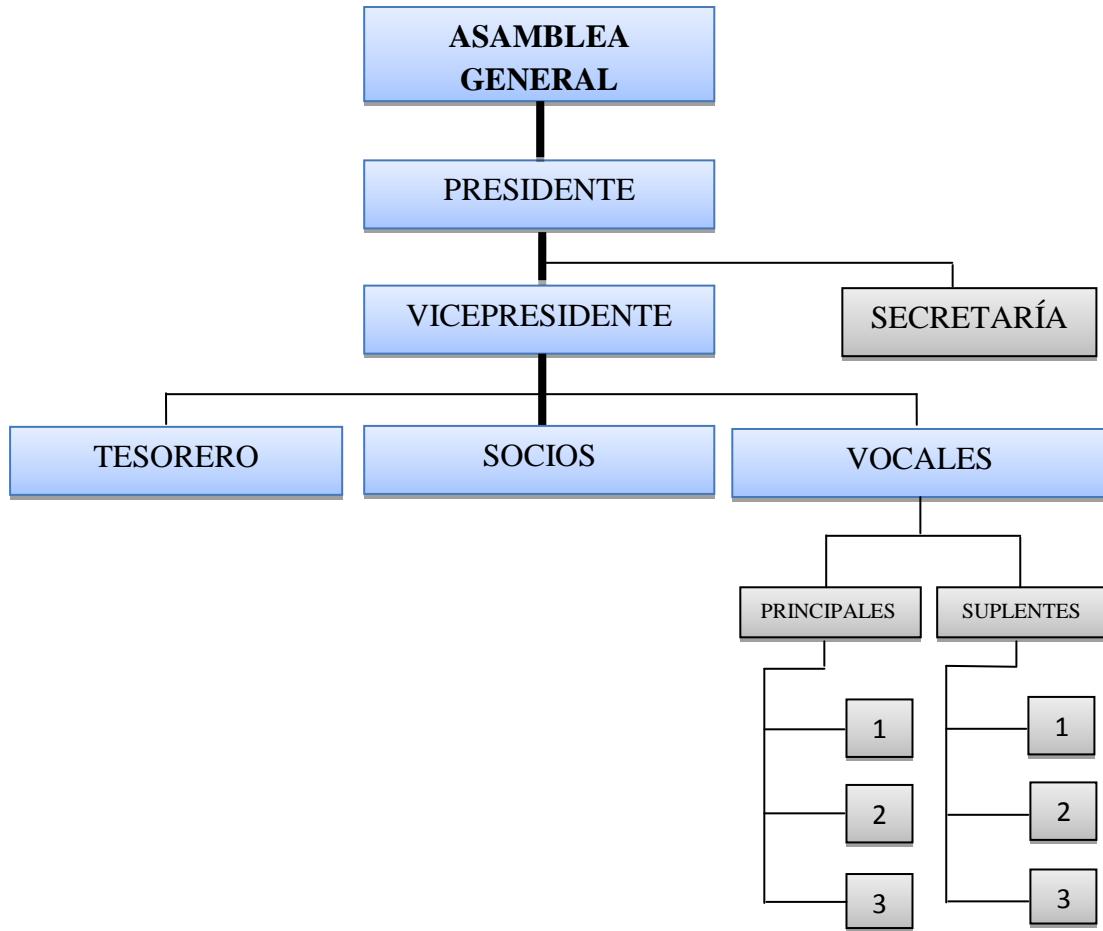 ASAMBLEA
GENERAL
PRESIDENTE
VICEPRESIDENTE
SECRETARÍA
TESORERO
SOCIOS
VOCALES
PRINCIPALES
SUPLENTES
1
1
2
2
3
3